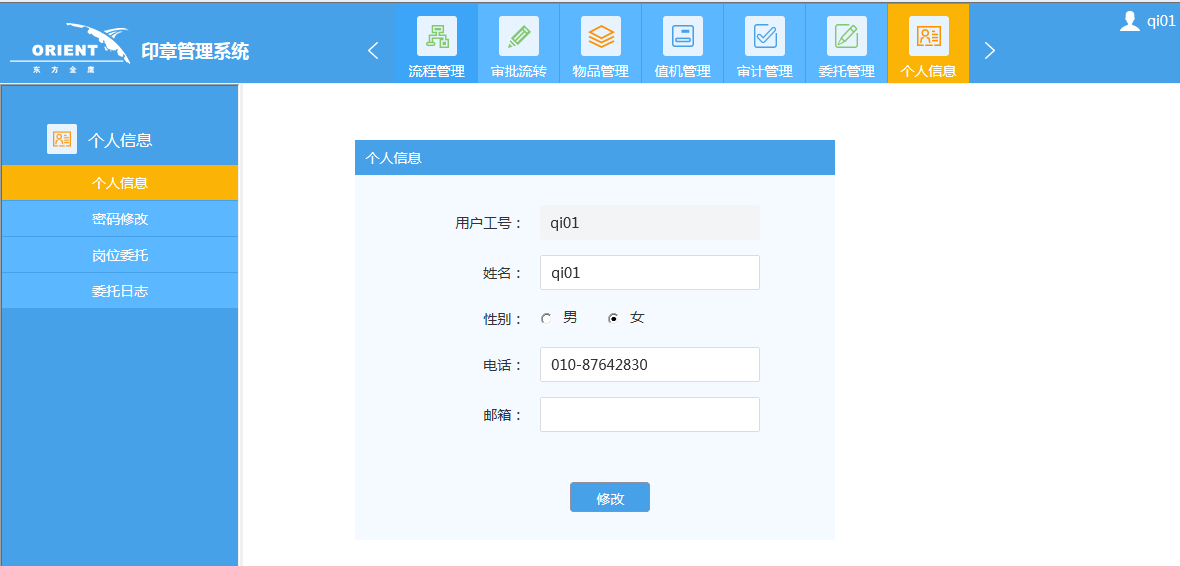 ORIENT
东方金虞
印章管理系统
流程管理
审批流转
物品管理
值机管理
审计管理
委托管理
个人信息
qi01
个人信息
个人信息
密码修改
岗位委托
委托日志
个人信息
用户工号： qi01
姓名： qi01
性别： 男 女
电话： 010-87642830
邮箱：
修改